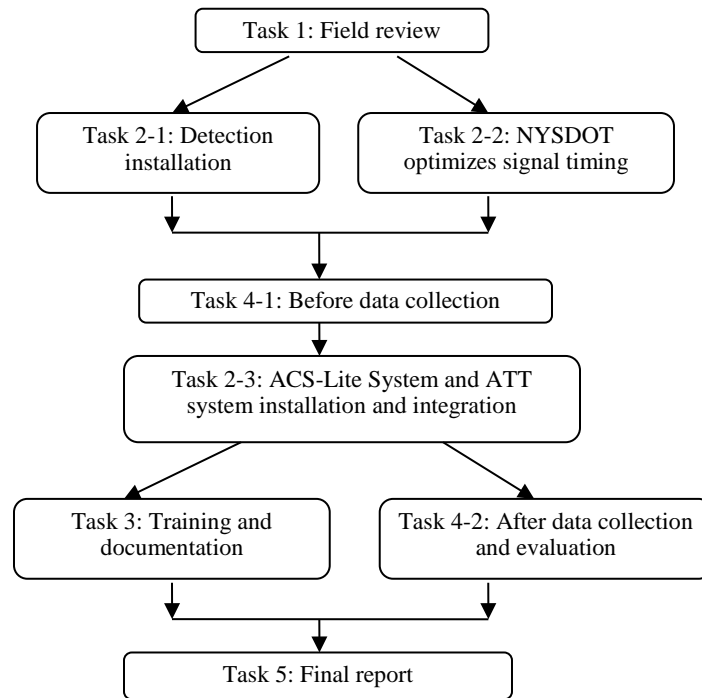 Task 1: Field review
Task 2-1: Detection
installation
Task 2-2: NYSDOT
optimizes signal timing
Task 4-1: Before data collection
Task 2-3: ACS-Lite System and ATT
system installation and integration
Task 3: Training and
documentation
Task 4-2: After data collection
and evaluation
Task 5: Final report